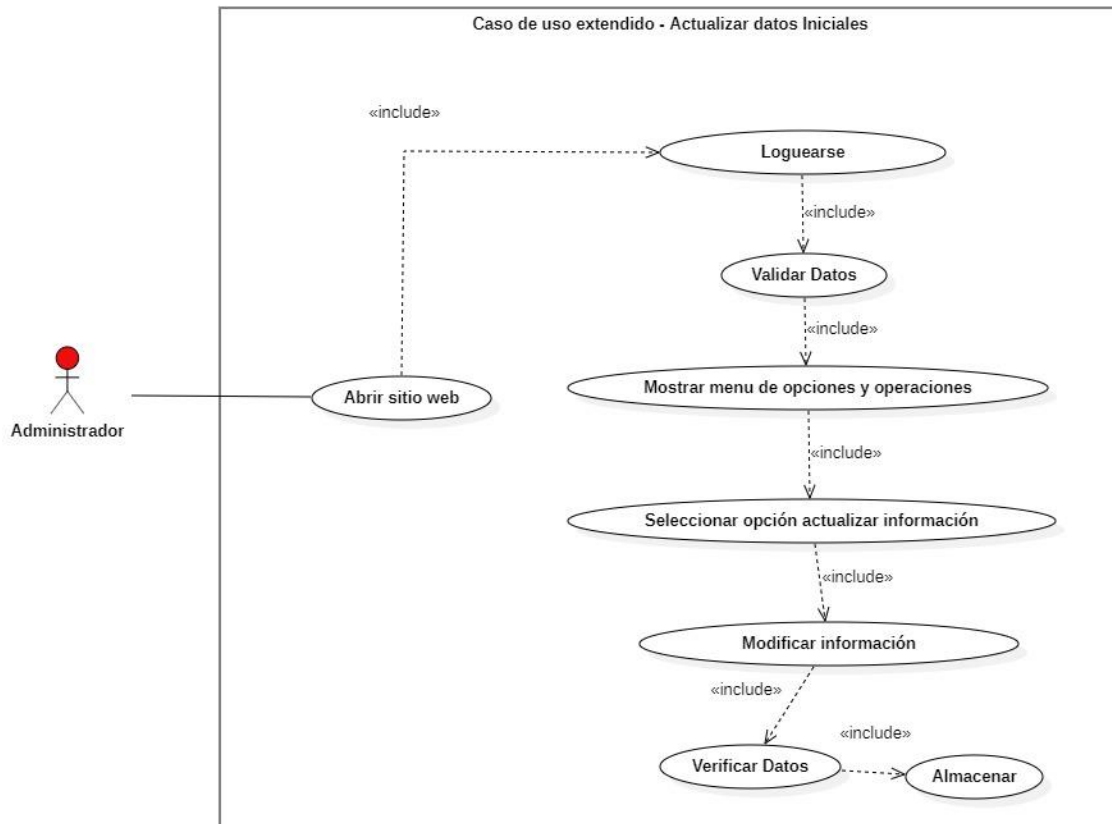 Caso de uso extendido - Actualizar datos Iniciales
«include»
Loguearse
«include»
Validar Datos
«include»
Mostrar menu de opciones y operaciones
Abrir sitio web
Administrador
«include»
Seleccionar opción actualizar información
«include»
Modificar información
«include»
«include»
Verificar Datos
Almacenar